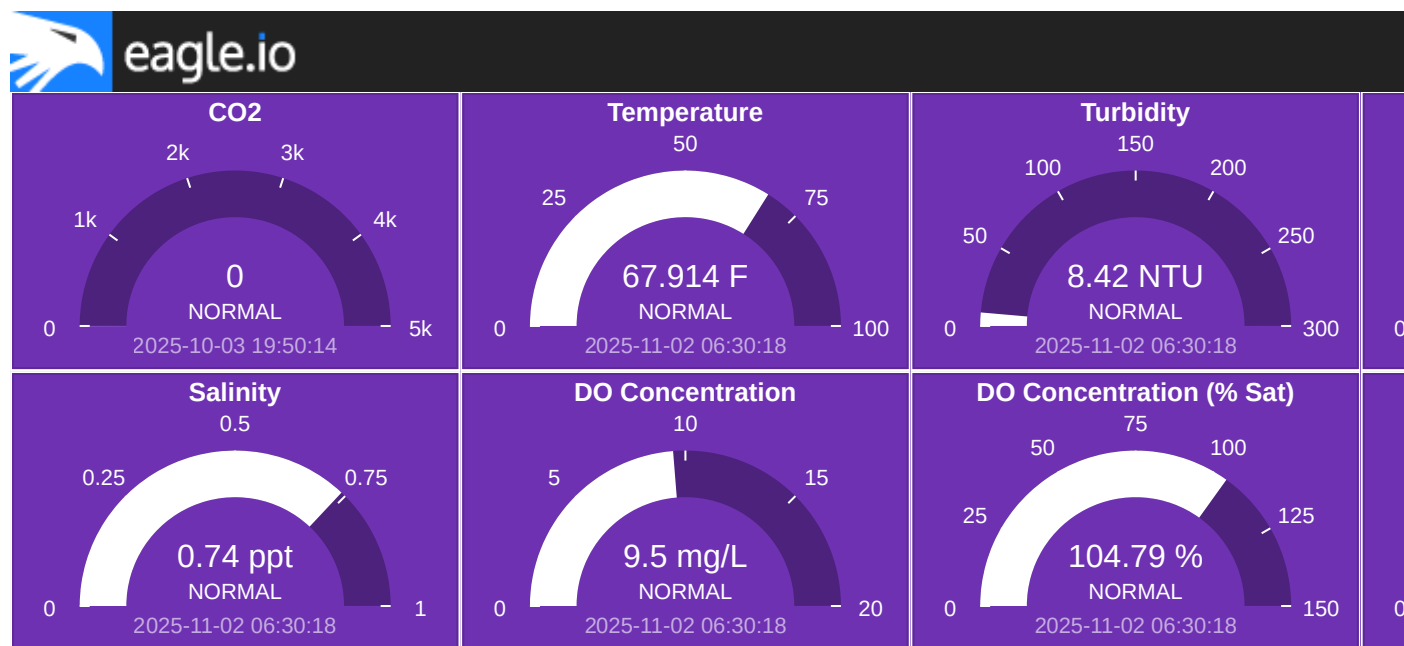 eagle.io
CO2
2k
3k
1k
4k
0
NORMAL
0
5k
2025-10-03 19:50:14
Temperature
50
25
75
67.914 F
NORMAL
0
100
2025-11-02 06:30:18
Turbidity
150
100
200
50
250
8.42 NTU
NORMAL
0
300
2025-11-02 06:30:18
Salinity
0.5
0.25
0.75
0.74 ppt
NORMAL
0
1
2025-11-02 06:30:18
DO Concentration
10
5
15
9.5 mg/L
NORMAL
0
20
2025-11-02 06:30:18
DO Concentration (% Sat)
75
50
100
25
125
104.79 %
NORMAL
0
150
2025-11-02 06:30:18